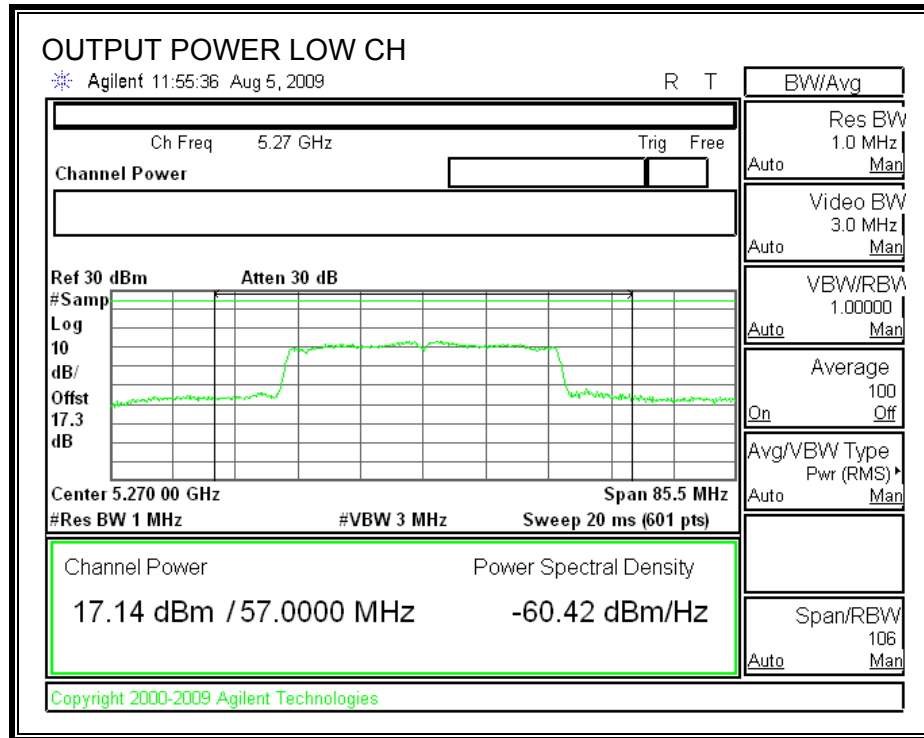 OUTPUT POWER LOW CH
Agilent 11:55:36 Aug 5, 2009 R T
Ch Freq 5.27 GHz Trig Free
Channel Power
Ref 30 dBm Atten 30 dB
#Samp
Log
10
dB/
Offst
17.3
dB
Center 5.270 00 GHz Span 85.5 MHz
#Res BW 1 MHz #VBW 3 MHz Sweep 20 ms (601 pts)
Channel Power Power Spectral Density
17.14 dBm / 57.0000 MHz -60.42 dBm/Hz
Copyright 2000-2009 Agilent Technologies
BW/Avg
Res BW
1.0 MHz
Auto Man
Video BW
3.0 MHz
Auto Man
VBW/RBW
1.00000
Auto Man
Average
100
On Off
Avg/VBW Type
Pwr (RMS)
Auto Man
Span/RBW
106
Auto Man